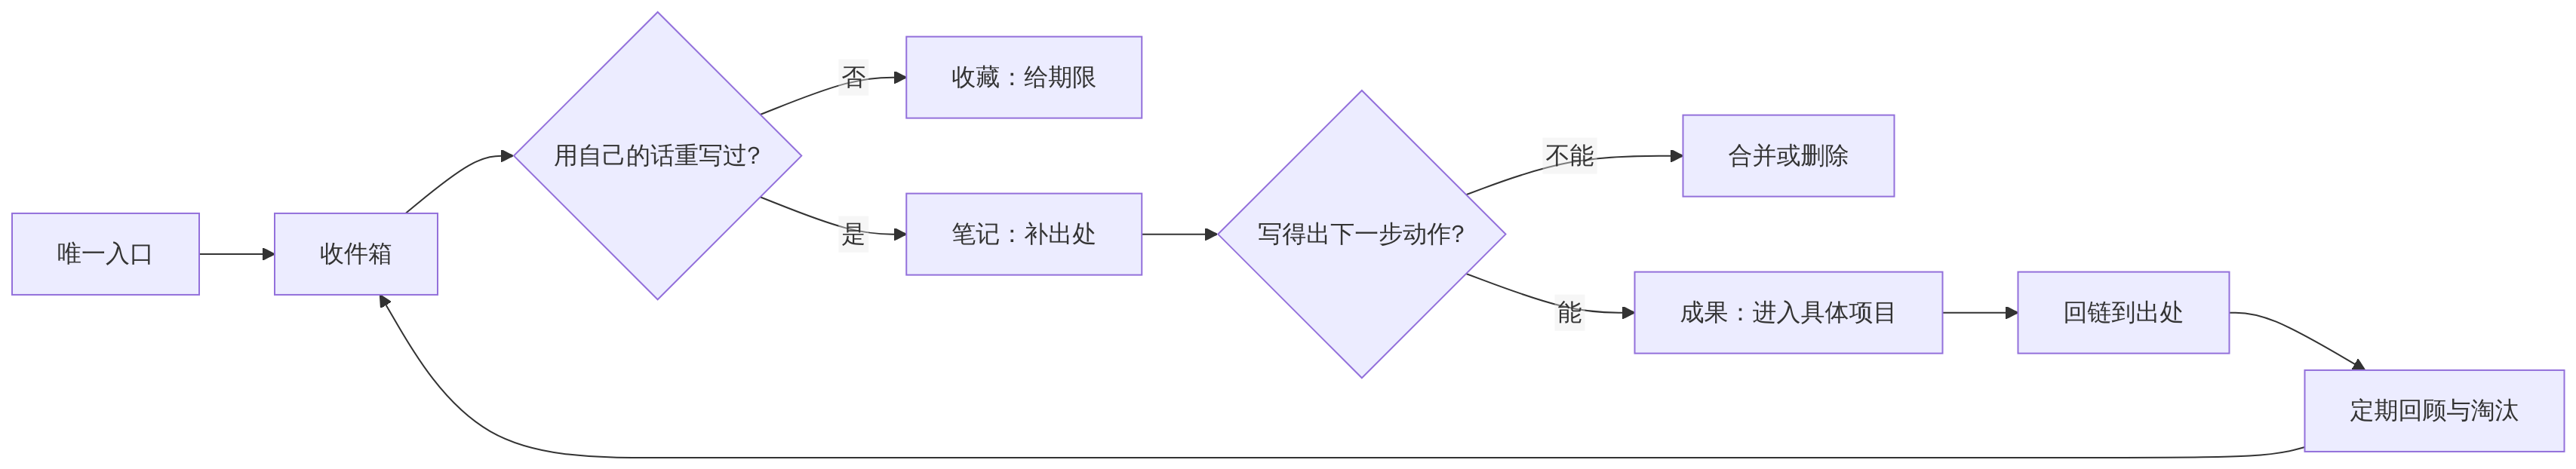 唯一入口
收件箱
用自己的话重写过?
否
收藏：给期限
是
笔记：补出处
写得出下一步动作?
不能
合并或删除
能
成果：进入具体项目
回链到出处
定期回顾与淘汰